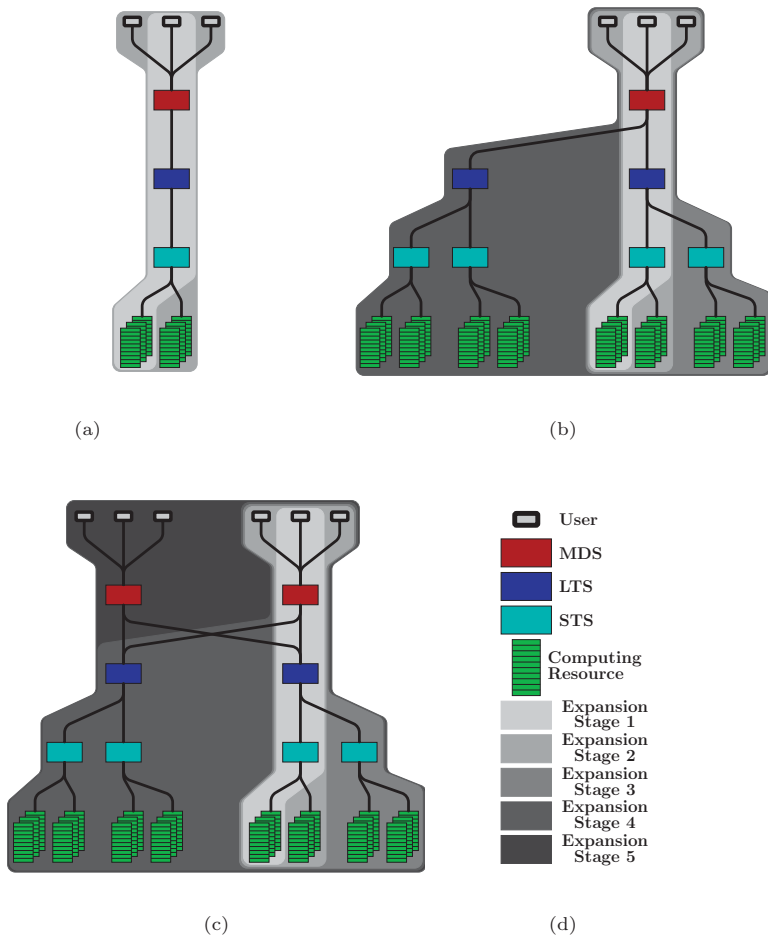 (a)
(b)
User
MDS
LTS
STS
Computing
Resource
Expansion
Stage 1
Expansion
Stage 2
Expansion
Stage 3
Expansion
Stage 4
Expansion
Stage 5
(c)
(d)